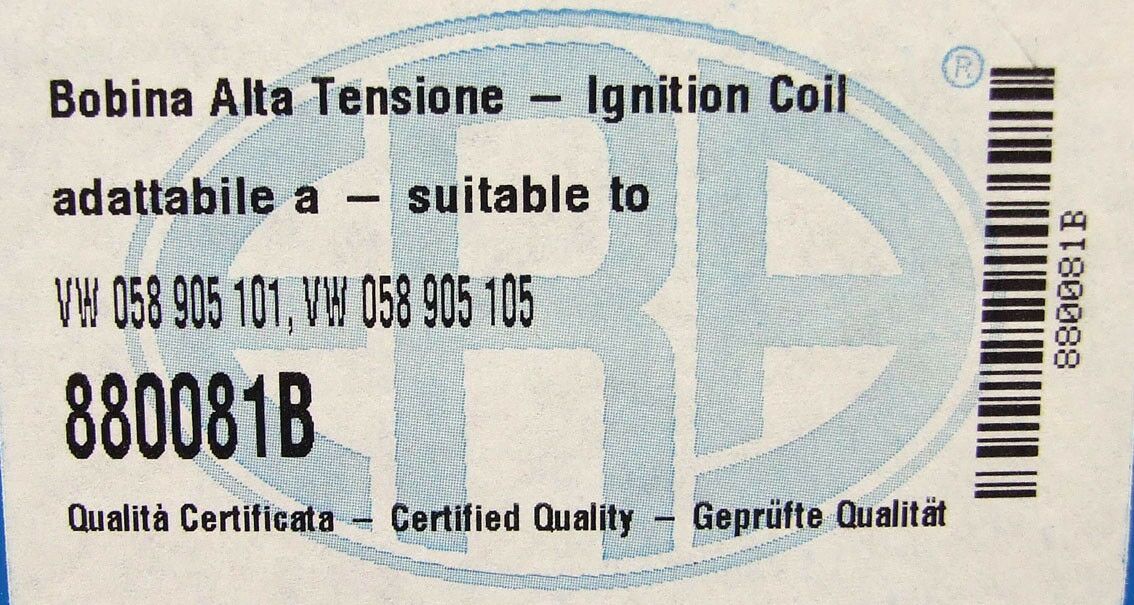 Bobina Alta Tensione – Ignition Coil
adattabile a – suitable to
VW 058 905 101, VW 058 905 105
880081B
Qualità Certificata – Certified Quality – Geprüfte Qualität
ERA
®
880081B